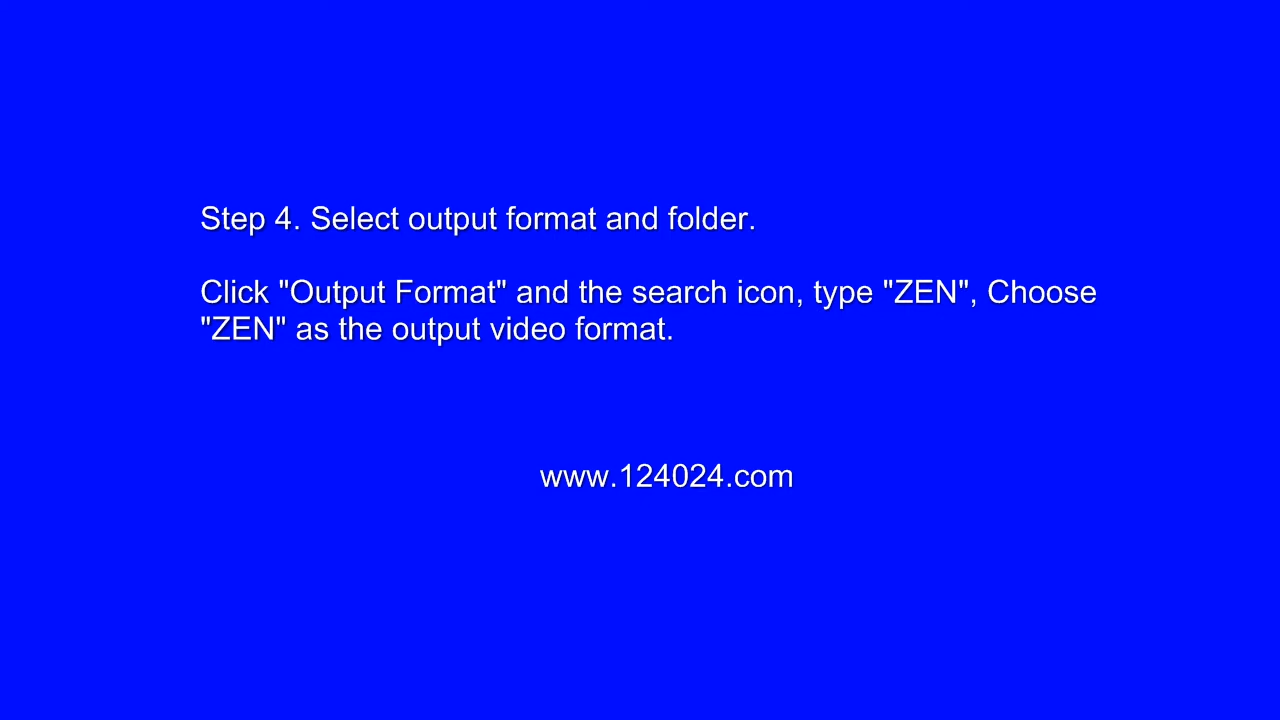 Step 4. Select output format and folder.
Click "Output Format" and the search icon, type "ZEN", Choose
"ZEN" as the output video format.
www.124024.com